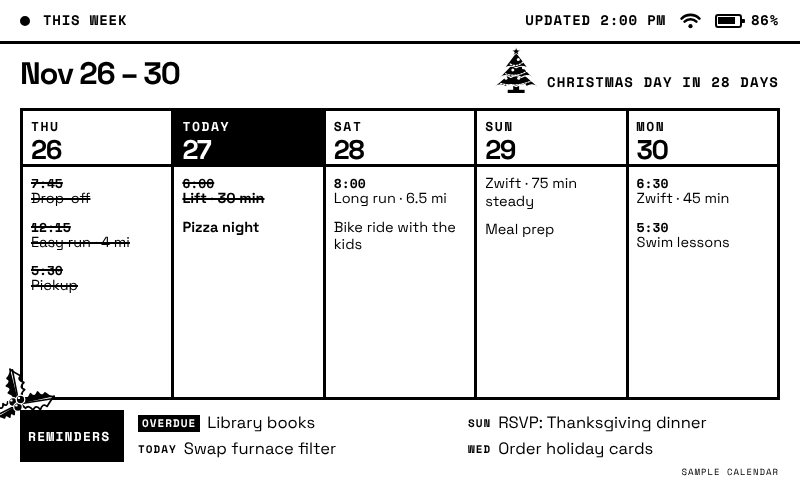 THIS WEEK
UPDATED 2:00 PM
86%
Nov 26 – 30
CHRISTMAS DAY IN 28 DAYS
THU
26
7:45
Drop-off
12:15
Easy run · 4 mi
5:30
Pickup
TODAY
27
6:00
Lift · 30 min
Pizza night
SAT
28
8:00
Long run · 6.5 mi
Bike ride with the
kids
SUN
29
Zwift · 75 min
steady
Meal prep
MON
30
6:30
Zwift · 45 min
5:30
Swim lessons
REMINDERS
OVERDUE Library books
TODAY Swap furnace filter
SUN RSVP: Thanksgiving dinner
WED Order holiday cards
SAMPLE CALENDAR